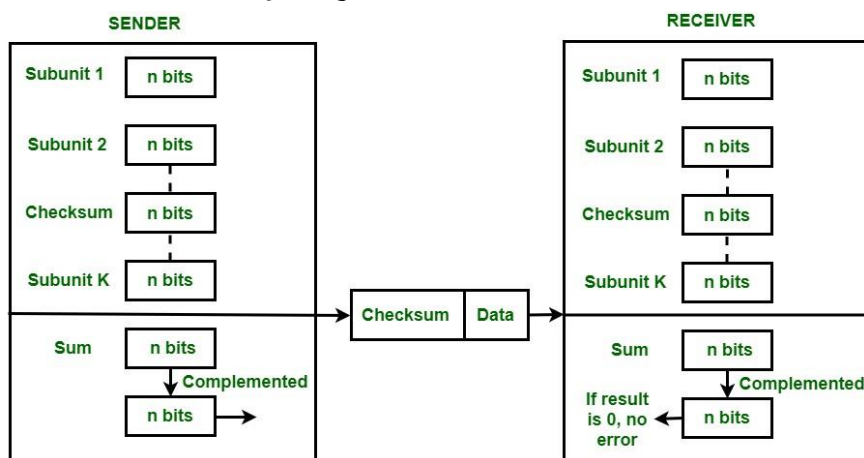 SENDER
Subunit 1 n bits
Subunit 2 n bits
Checksum n bits
Subunit K n bits
Sum n bits
Complemented
n bits
Checksum Data
RECEIVER
Subunit 1 n bits
Subunit 2 n bits
Checksum n bits
Subunit K n bits
Sum n bits
Complemented
If result
is 0, no
error
n bits